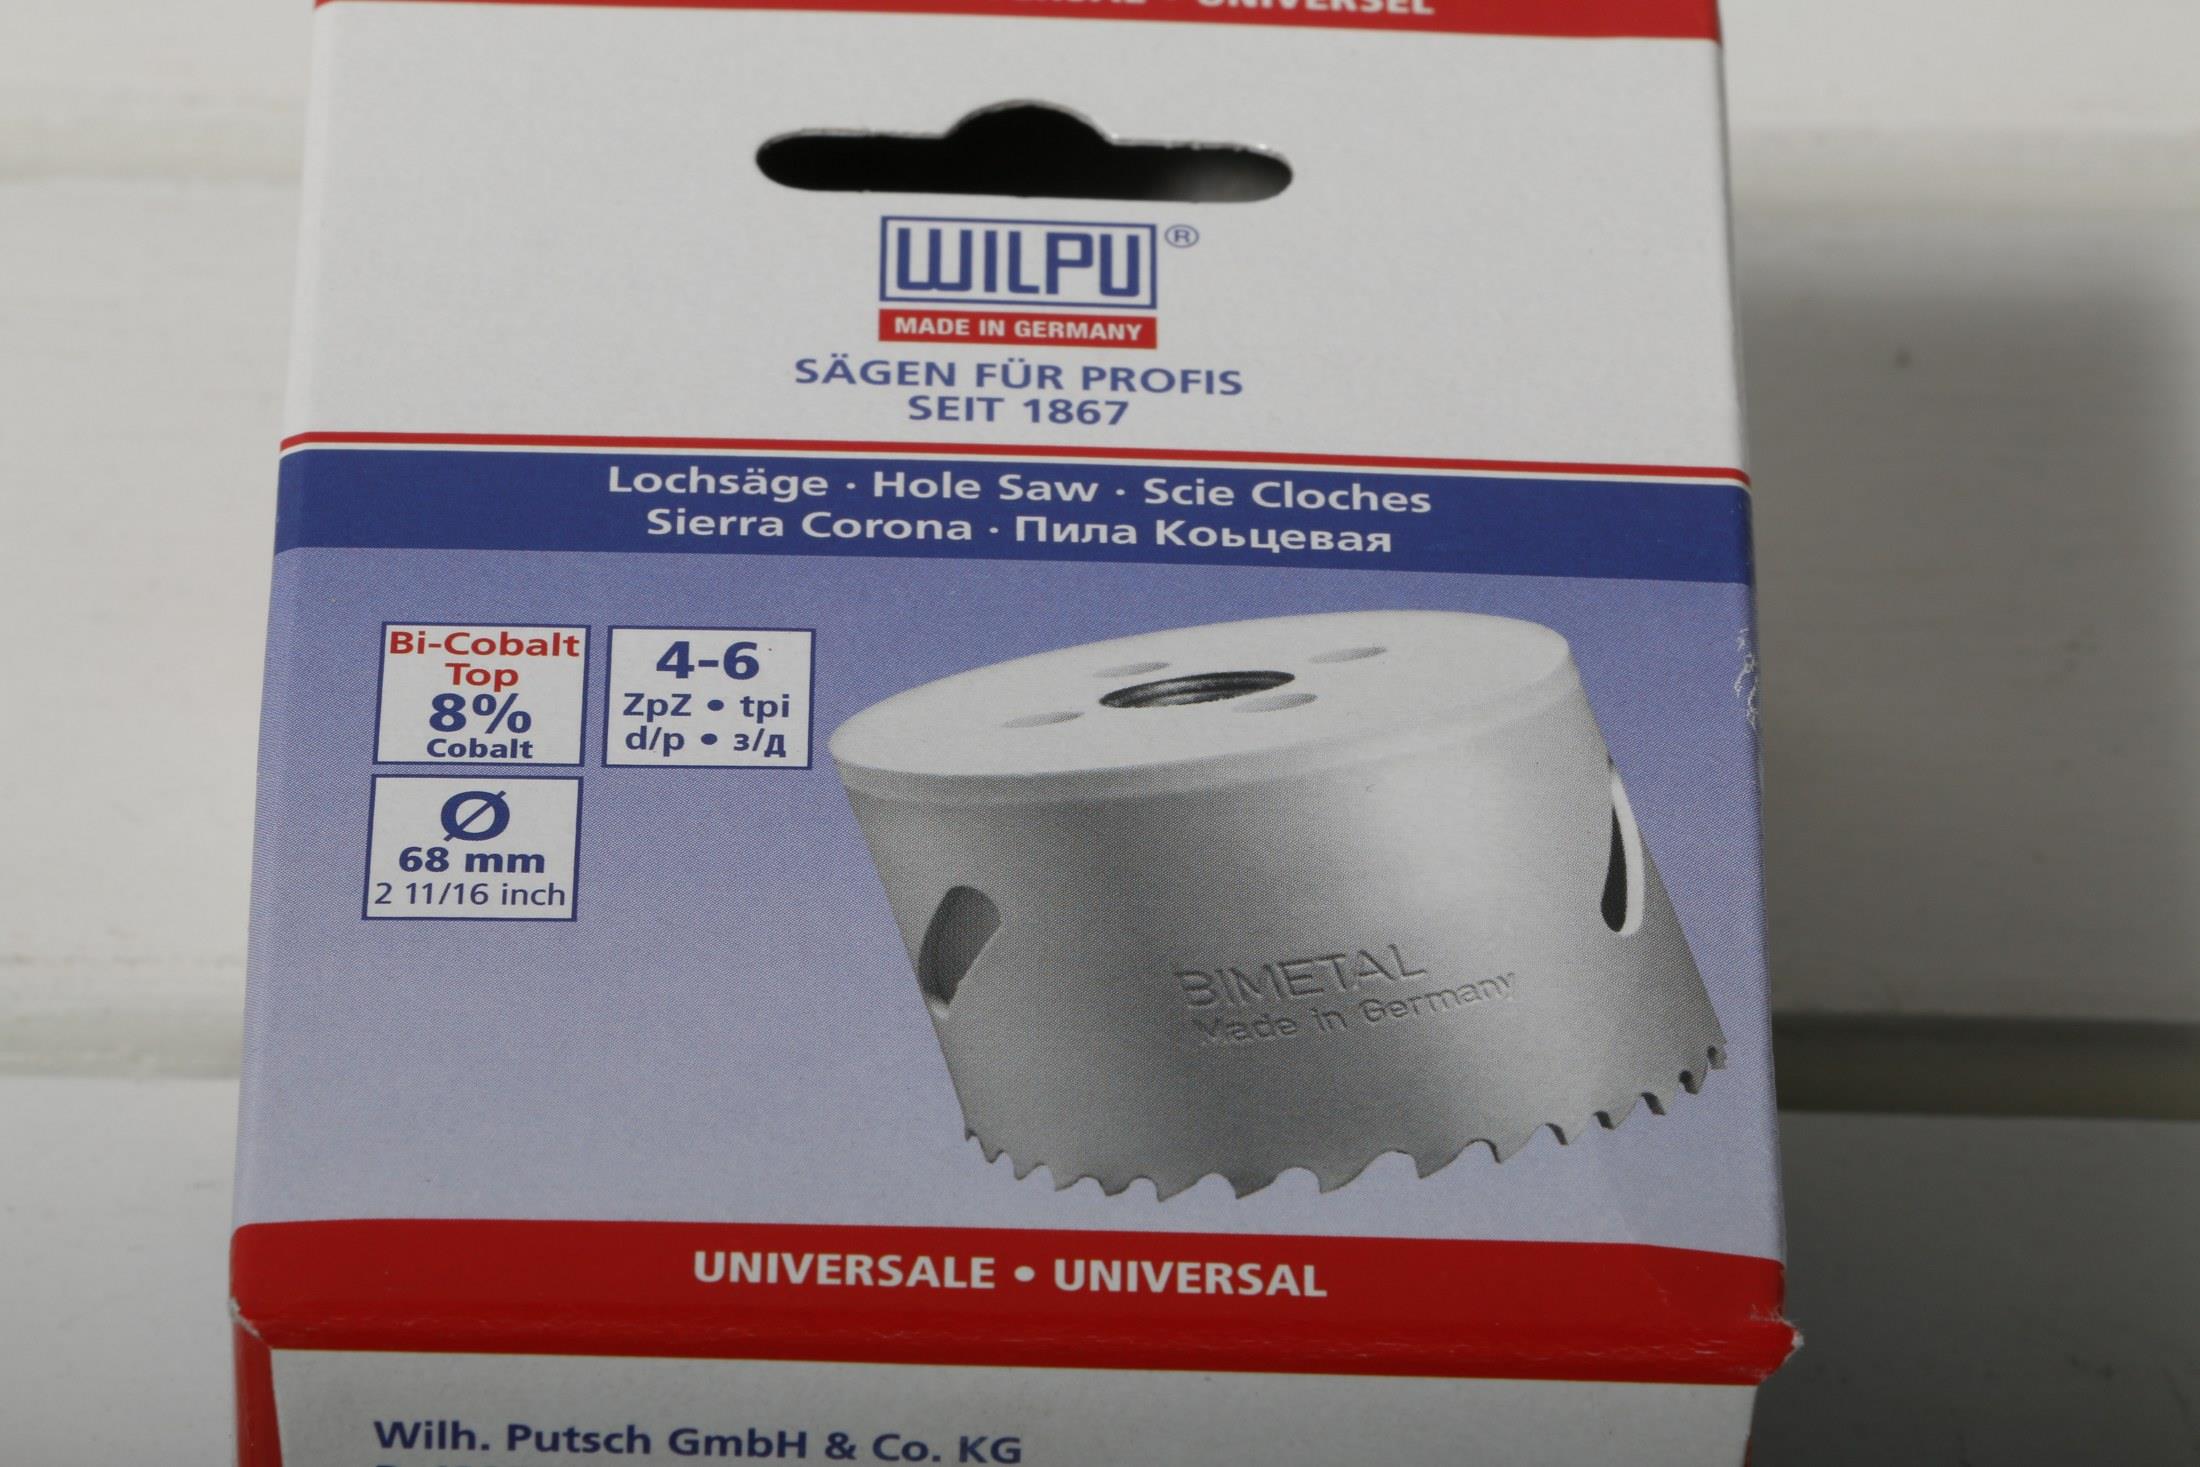 UNIVERSEL
WILPU®
MADE IN GERMANY
SÄGEN FÜR PROFIS
SEIT 1867
Lochsäge · Hole Saw · Scie Cloches
Sierra Corona · Пила Коьцевая
Bi-Cobalt
Top
8%
Cobalt
4-6
ZpZ • tpi
d/p • з/д
Ø
68 mm
2 11/16 inch
BIMETAL
Made in Germany
UNIVERSALE • UNIVERSAL
Wilh. Putsch GmbH & Co. KG